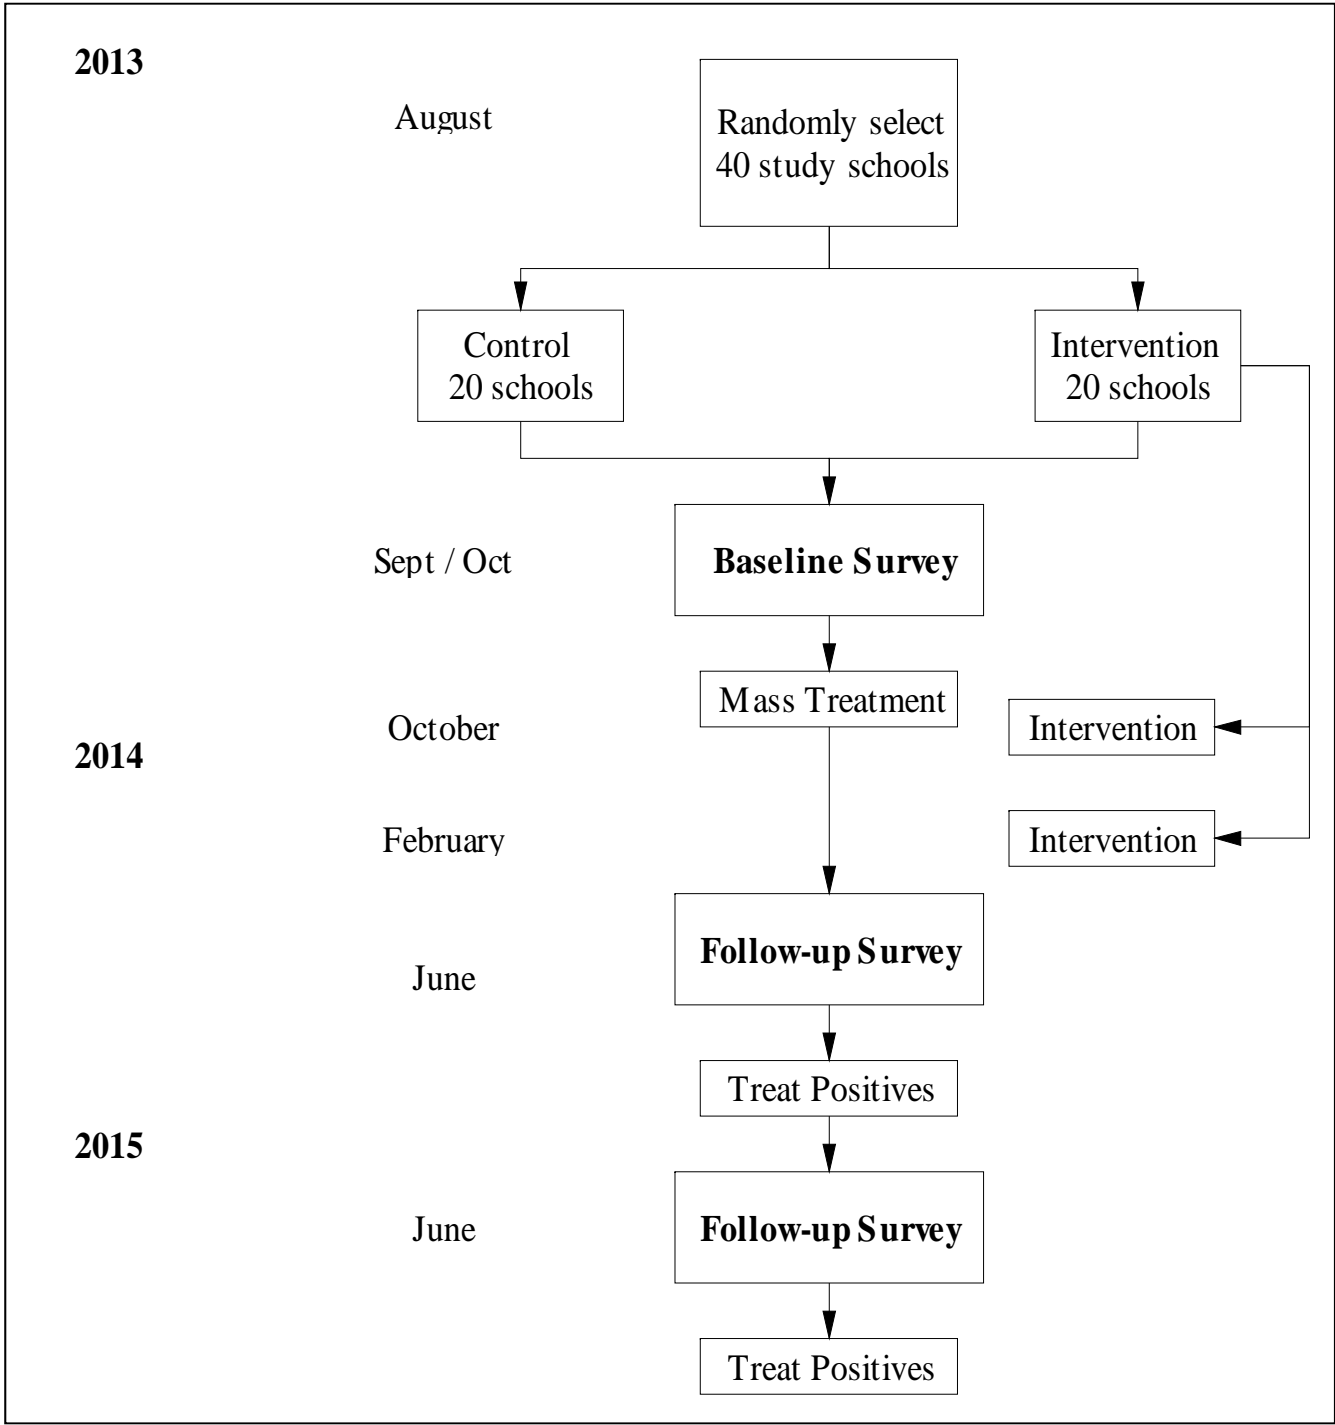 2013
August
Randomly select
40 study schools
Control
20 schools
Intervention
20 schools
Sept / Oct
Baseline Survey
Mass Treatment
October
Intervention
2014
February
Intervention
Follow-up Survey
June
Treat Positives
2015
June
Follow-up Survey
Treat Positives